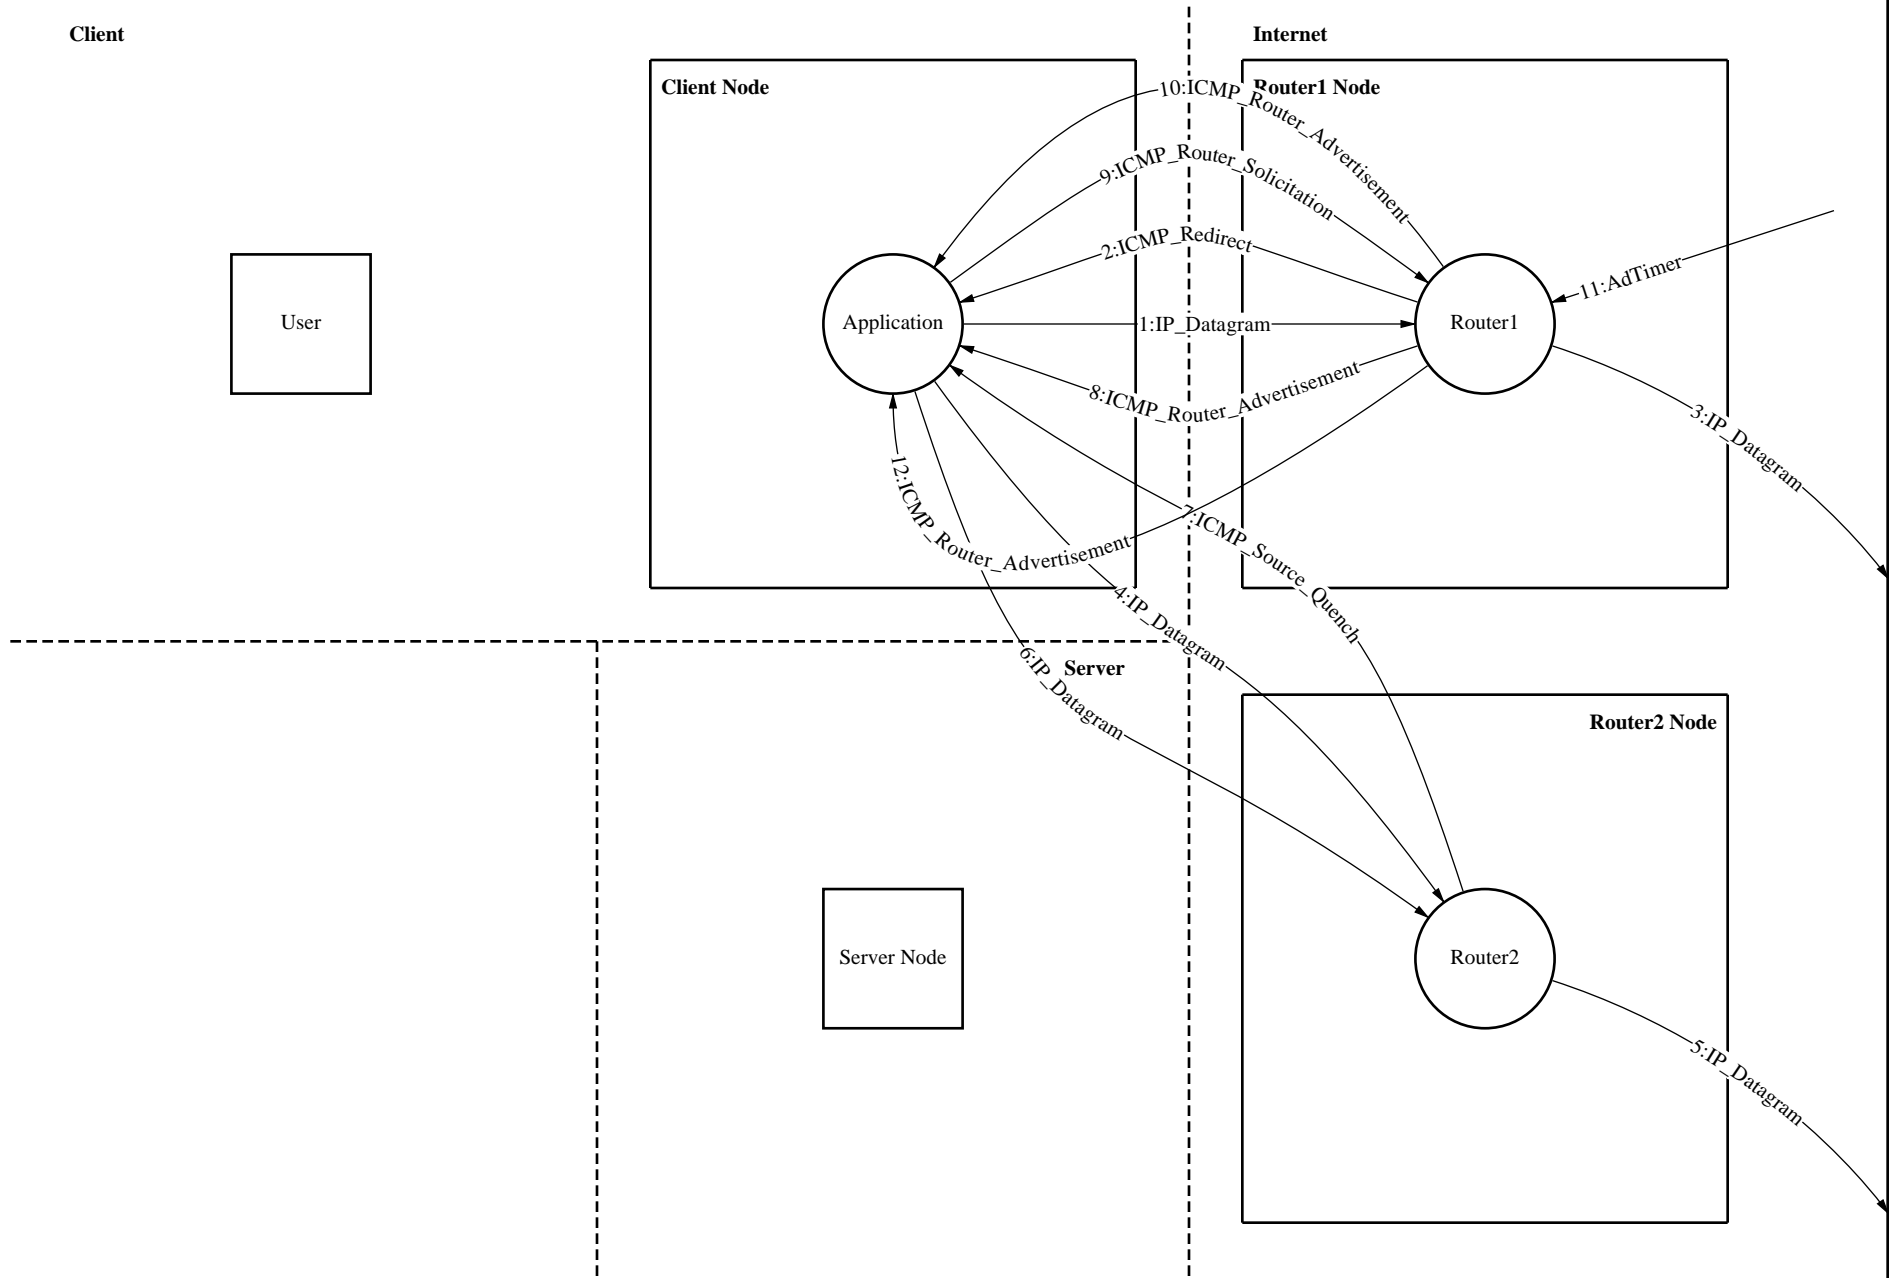 Client
Internet
Client Node
Router1 Node
10:ICMP_Router_Advertisement
9:ICMP_Router_Solicitation
2:ICMP_Redirect
11:AdTimer
User
Application
1:IP_Datagram
Router1
8:ICMP_Router_Advertisement
3:IP_Datagram
12:ICMP_Router_Advertisement
7:ICMP_Source_Quench
4:IP_Datagram
6:IP_Datagram
Server
Router2 Node
Server Node
Router2
5:IP_Datagram